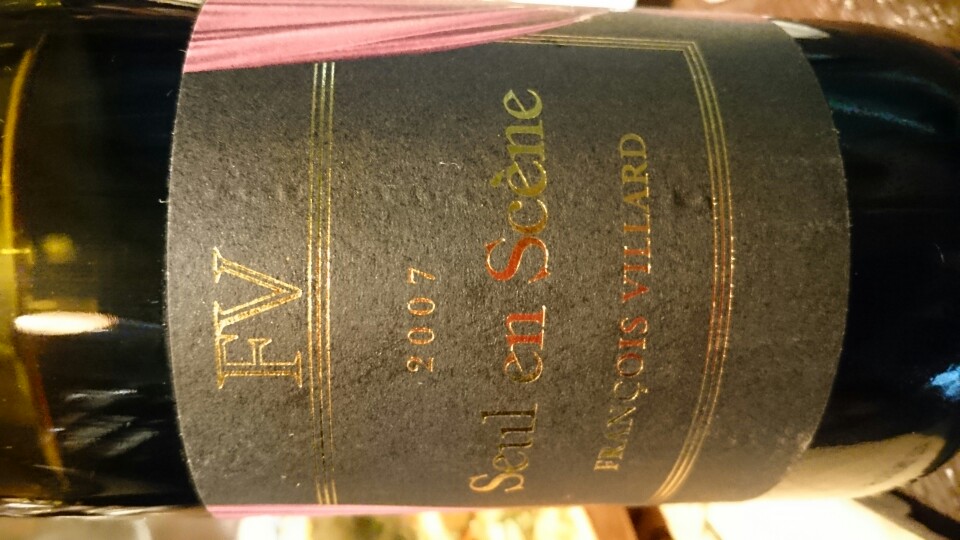 FV
2007
Seul en Scène
FRANÇOIS VILLARD